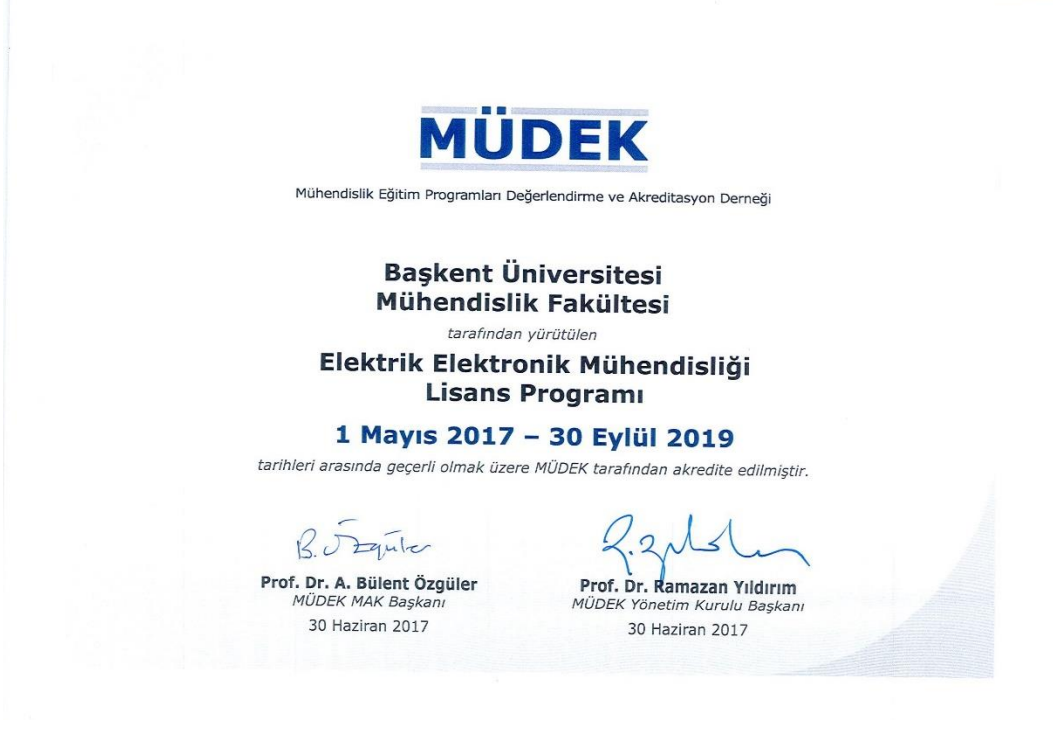 MÜDEK
Mühendislik Eğitim Programları Değerlendirme ve Akreditasyon Derneği
Başkent Üniversitesi
Mühendislik Fakültesi
tarafından yürütülen
Elektrik Elektronik Mühendisliği
Lisans Programı
1 Mayıs 2017 – 30 Eylül 2019
tarihleri arasında geçerli olmak üzere MÜDEK tarafından akredite edilmiştir.
B. Özgüler
Prof. Dr. A. Bülent Özgüler
MÜDEK MAK Başkanı
30 Haziran 2017
Prof. Dr. Ramazan Yıldırım
MÜDEK Yönetim Kurulu Başkanı
30 Haziran 2017